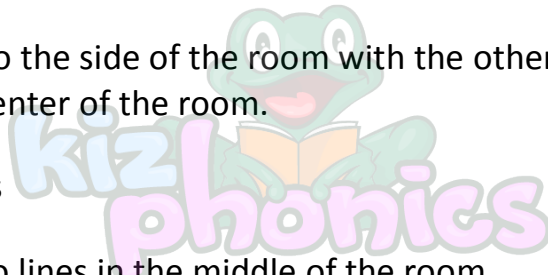 o the side of the room with the other
enter of the room.
kiz
s
phonics
o lines in the middle of the room